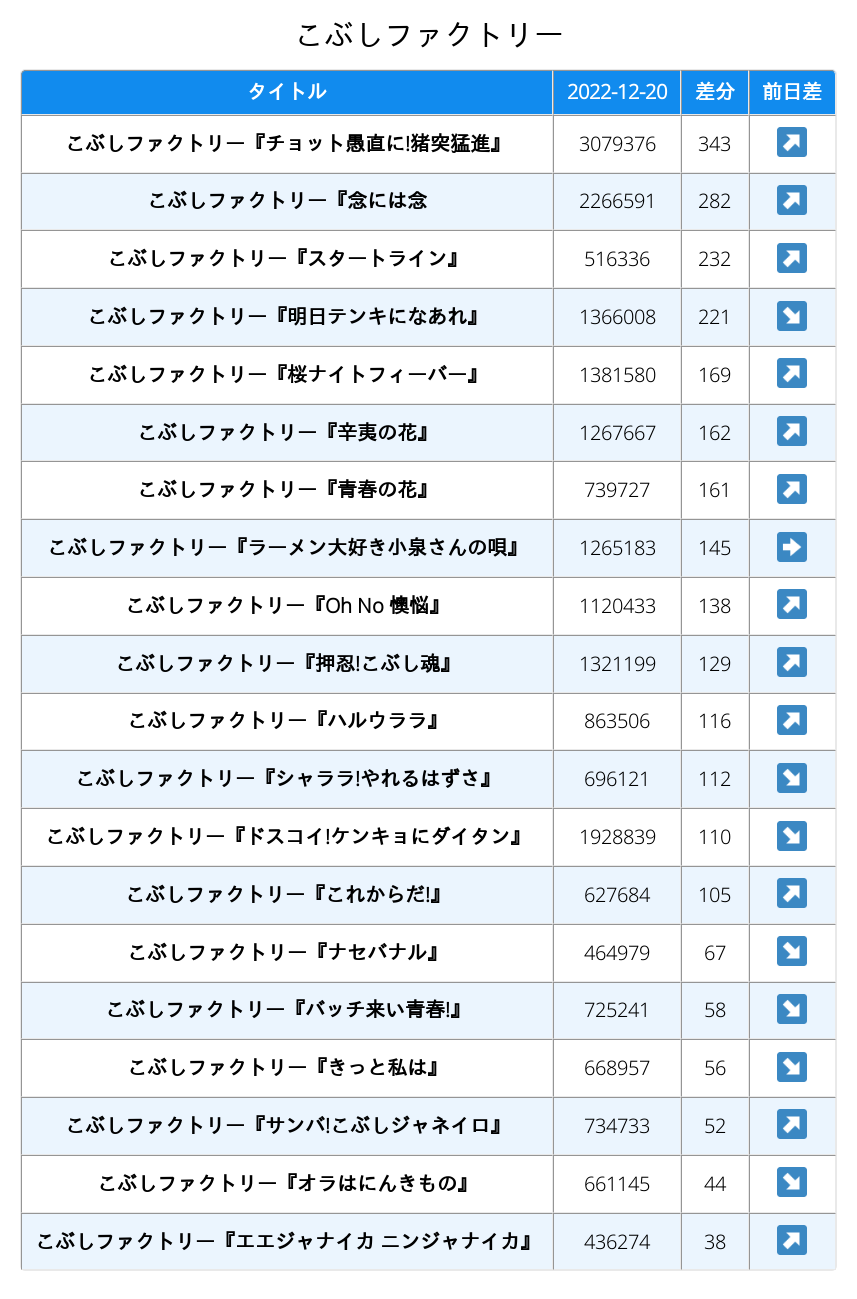 こぶしファクトリー
タイトル 2022-12-20 差分 前日差
こぶしファクトリー『チョット愚直に!猪突猛進』 3079376 343
こぶしファクトリー『念には念 2266591 282
こぶしファクトリー『スタートライン』 516336 232
こぶしファクトリー『明日テンキになあれ』 1366008 221
こぶしファクトリー『桜ナイトフィーバー』 1381580 169
こぶしファクトリー『辛夷の花』 1267667 162
こぶしファクトリー『青春の花』 739727 161
こぶしファクトリー『ラーメン大好き小泉さんの唄』 1265183 145
こぶしファクトリー『Oh No 懊悩』 1120433 138
こぶしファクトリー『押忍!こぶし魂』 1321199 129
こぶしファクトリー『ハルウララ』 863506 116
こぶしファクトリー『シャララ!やれるはずさ』 696121 112
こぶしファクトリー『ドスコイ!ケンキョにダイタン』 1928839 110
こぶしファクトリー『これからだ!』 627684 105
こぶしファクトリー『ナセバナル』 464979 67
こぶしファクトリー『バッチ来い青春!』 725241 58
こぶしファクトリー『きっと私は』 668957 56
こぶしファクトリー『サンバ!こぶしジャネイロ』 734733 52
こぶしファクトリー『オラはにんきもの』 661145 44
こぶしファクトリー『エエジャナイカ ニンジャナイカ』 436274 38